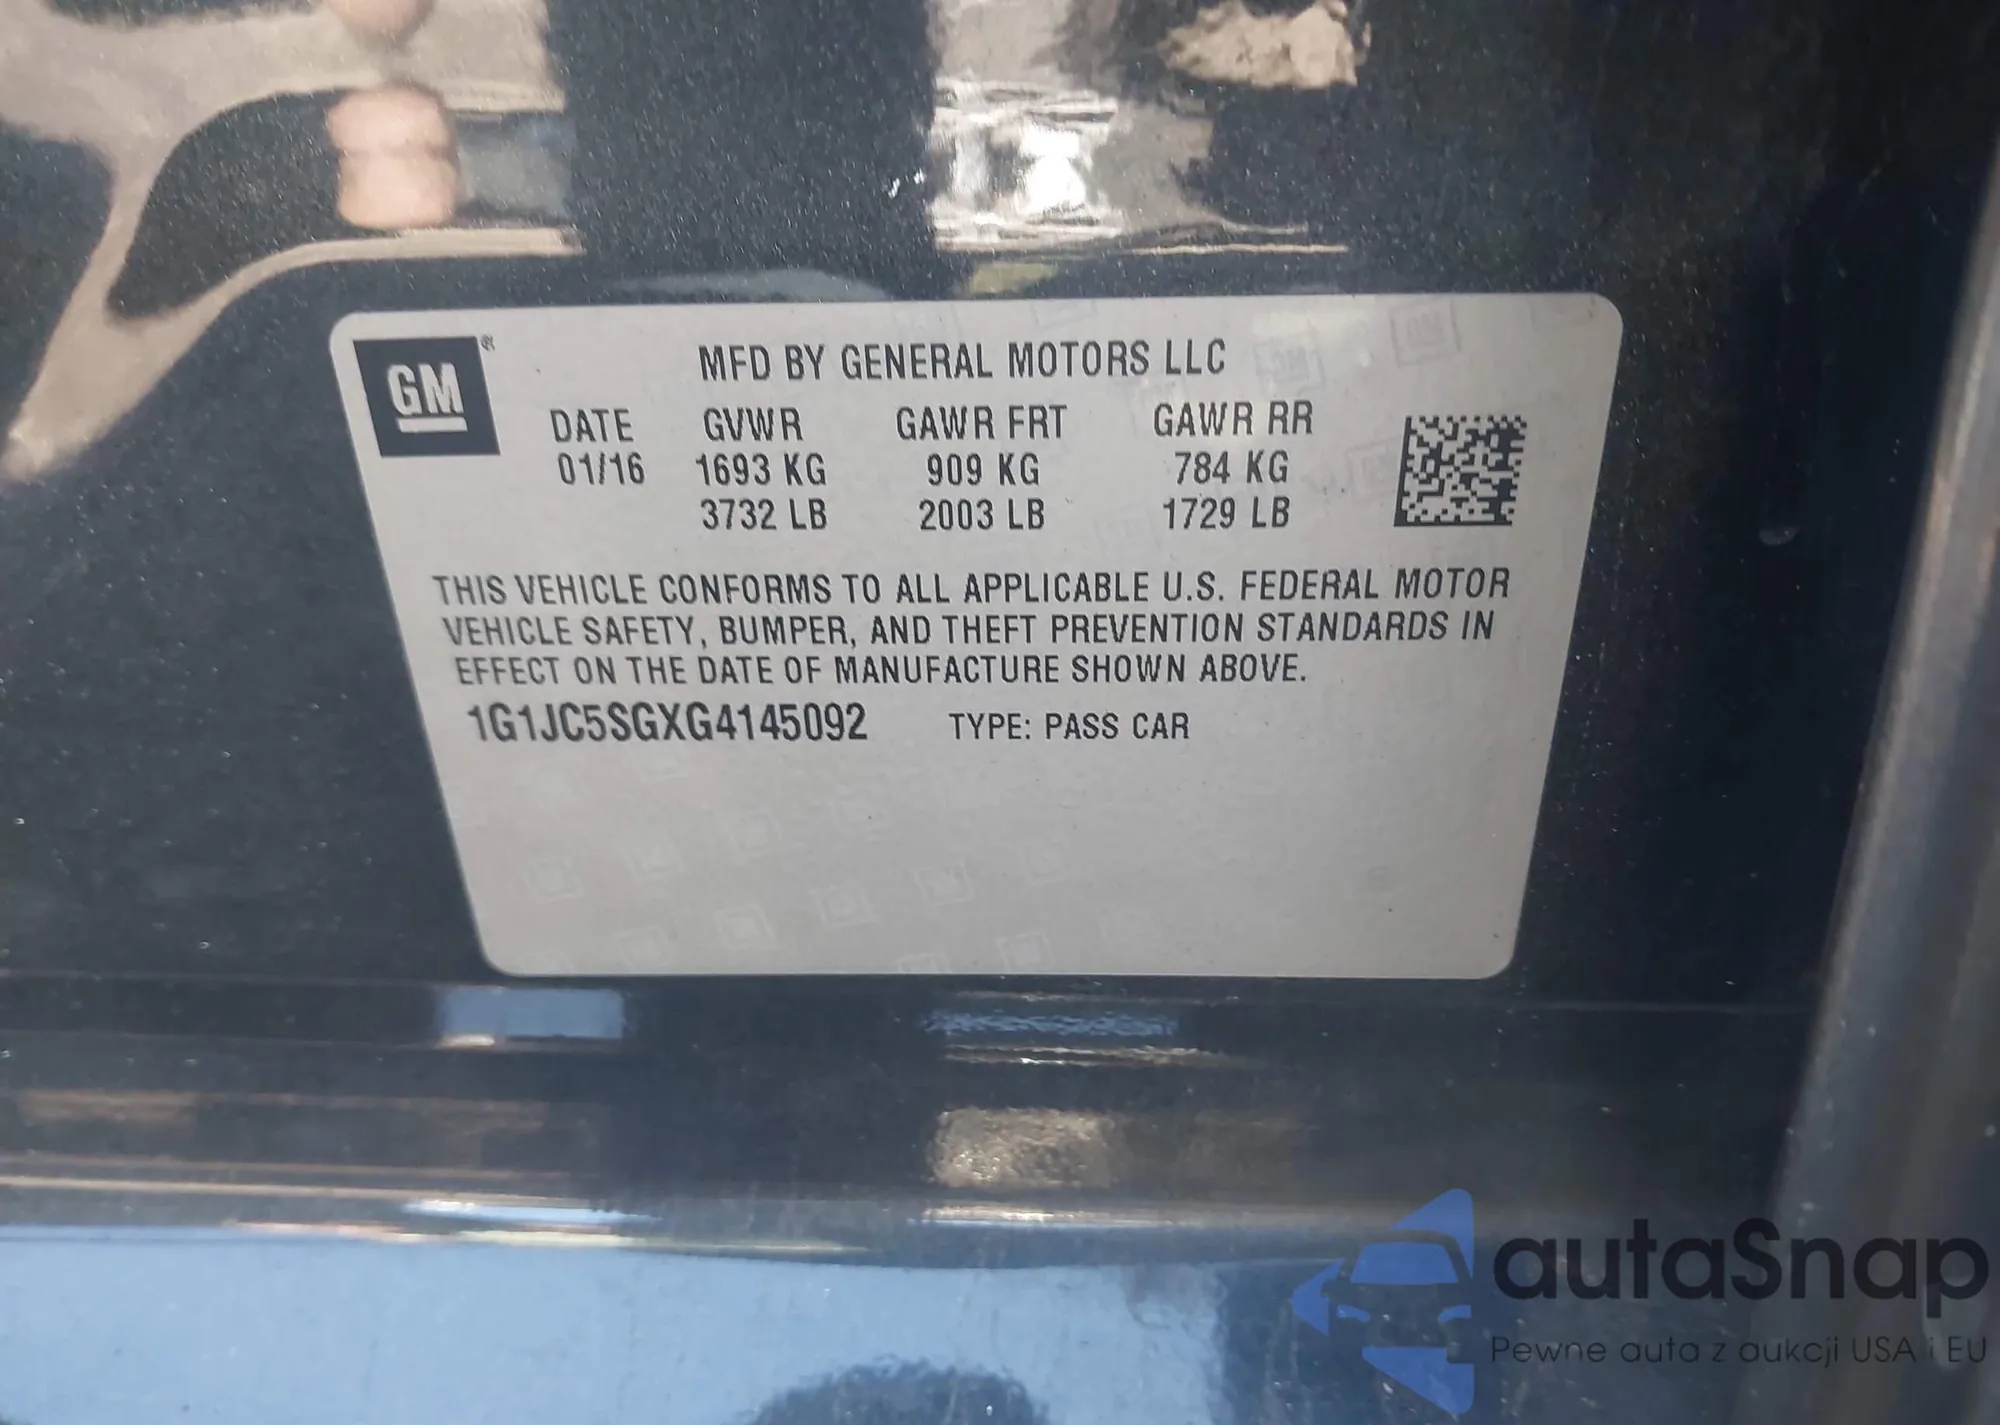 GM®
MFD BY GENERAL MOTORS LLC
DATE GVWR GAWR FRT GAWR RR
01/16 1693 KG 909 KG 784 KG
3732 LB 2003 LB 1729 LB
THIS VEHICLE CONFORMS TO ALL APPLICABLE U.S. FEDERAL MOTOR
VEHICLE SAFETY, BUMPER, AND THEFT PREVENTION STANDARDS IN
EFFECT ON THE DATE OF MANUFACTURE SHOWN ABOVE.
1G1JC5SGXG4145092 TYPE: PASS CAR
autaSnap
Pewne auta z aukcji USA i EU